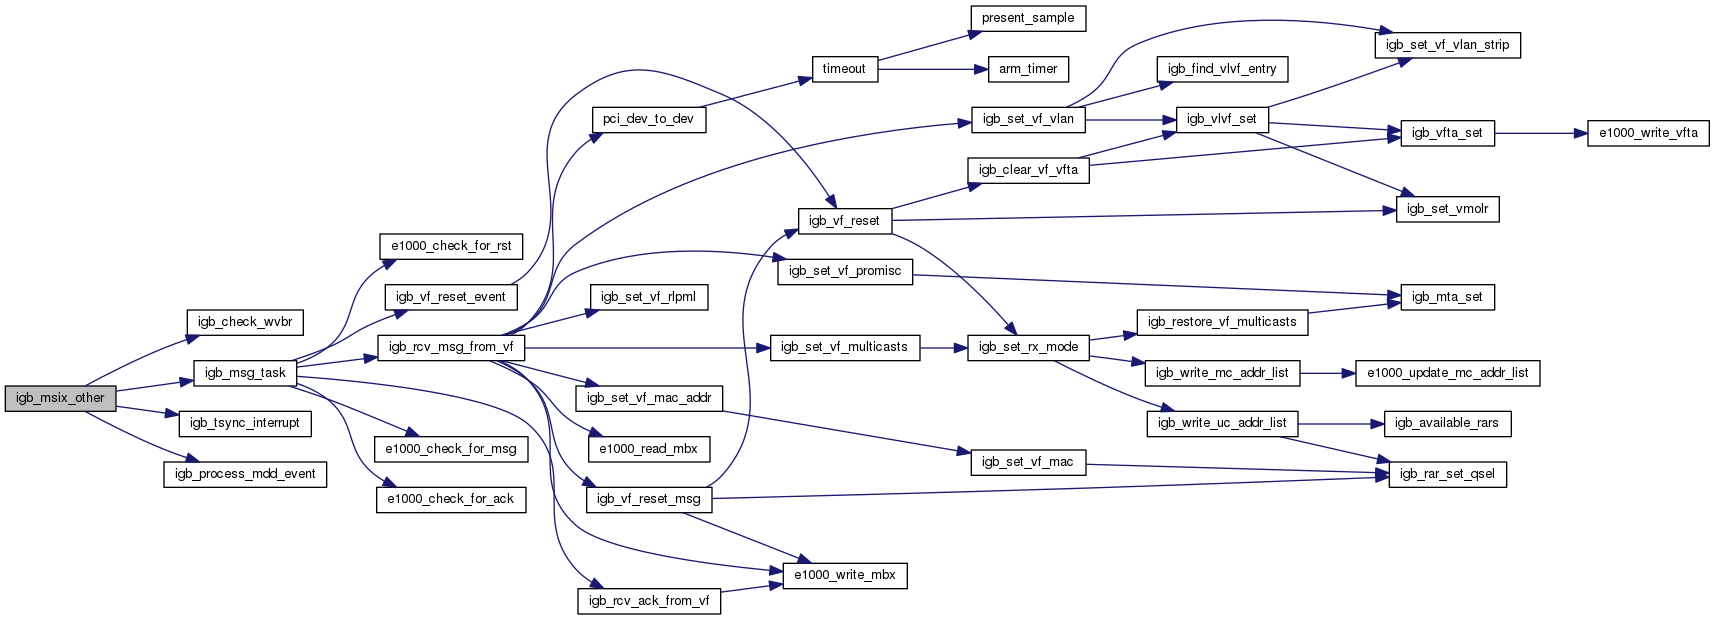 present_sample
igb_set_vf_vlan_strip
timeout
arm_timer
igb_find_vlvf_entry
pci_dev_to_dev
igb_set_vf_vlan
igb_vlvf_set
igb_vfta_set
e1000_write_vfta
igb_clear_vf_vfta
igb_vf_reset
igb_set_vmolr
e1000_check_for_rst
igb_set_vf_promisc
igb_vf_reset_event
igb_set_vf_rlpml
igb_mta_set
igb_check_wvbr
igb_restore_vf_multicasts
igb_rcv_msg_from_vf
igb_set_vf_multicasts
igb_set_rx_mode
igb_msg_task
igb_write_mc_addr_list
e1000_update_mc_addr_list
igb_msix_other
igb_set_vf_mac_addr
igb_tsync_interrupt
igb_write_uc_addr_list
igb_available_rars
e1000_check_for_msg
e1000_read_mbx
igb_set_vf_mac
igb_process_mdd_event
igb_rar_set_qsel
e1000_check_for_ack
igb_vf_reset_msg
e1000_write_mbx
igb_rcv_ack_from_vf